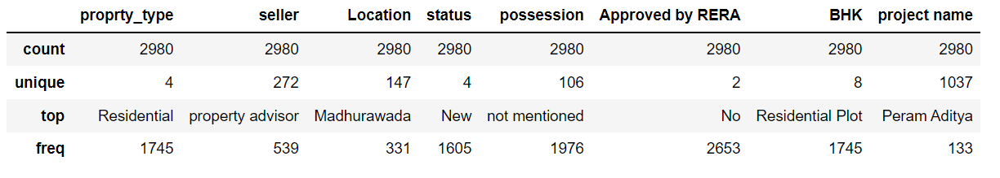 proprty_type seller Location status possession Approved by RERA BHK project name
count 2980 2980 2980 2980 2980 2980 2980 2980
unique 4 272 147 4 106 2 8 1037
top Residential property advisor Madhurawada New not mentioned No Residential Plot Peram Aditya
freq 1745 539 331 1605 1976 2653 1745 133